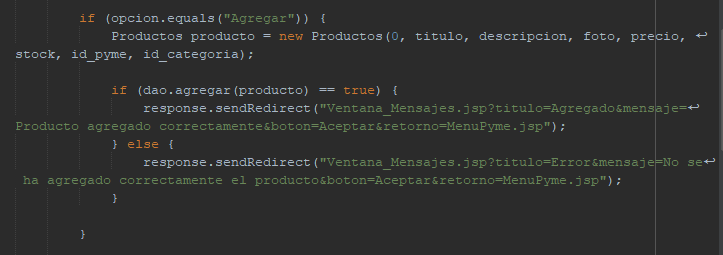 if (opcion.equals("Agregar")) {
Productos producto = new Productos(0, titulo, descripcion, foto, precio, ↩
stock, id_pyme, id_categoria);
if (dao.agregar(producto) == true) {
response.sendRedirect("Ventana_Mensajes.jsp?titulo=Agregado&mensaje=↩
Producto agregado correctamente&boton=Aceptar&retorno=MenuPyme.jsp");
} else {
response.sendRedirect("Ventana_Mensajes.jsp?titulo=Error&mensaje=No se↩
ha agregado correctamente el producto&boton=Aceptar&retorno=MenuPyme.jsp");
}
}